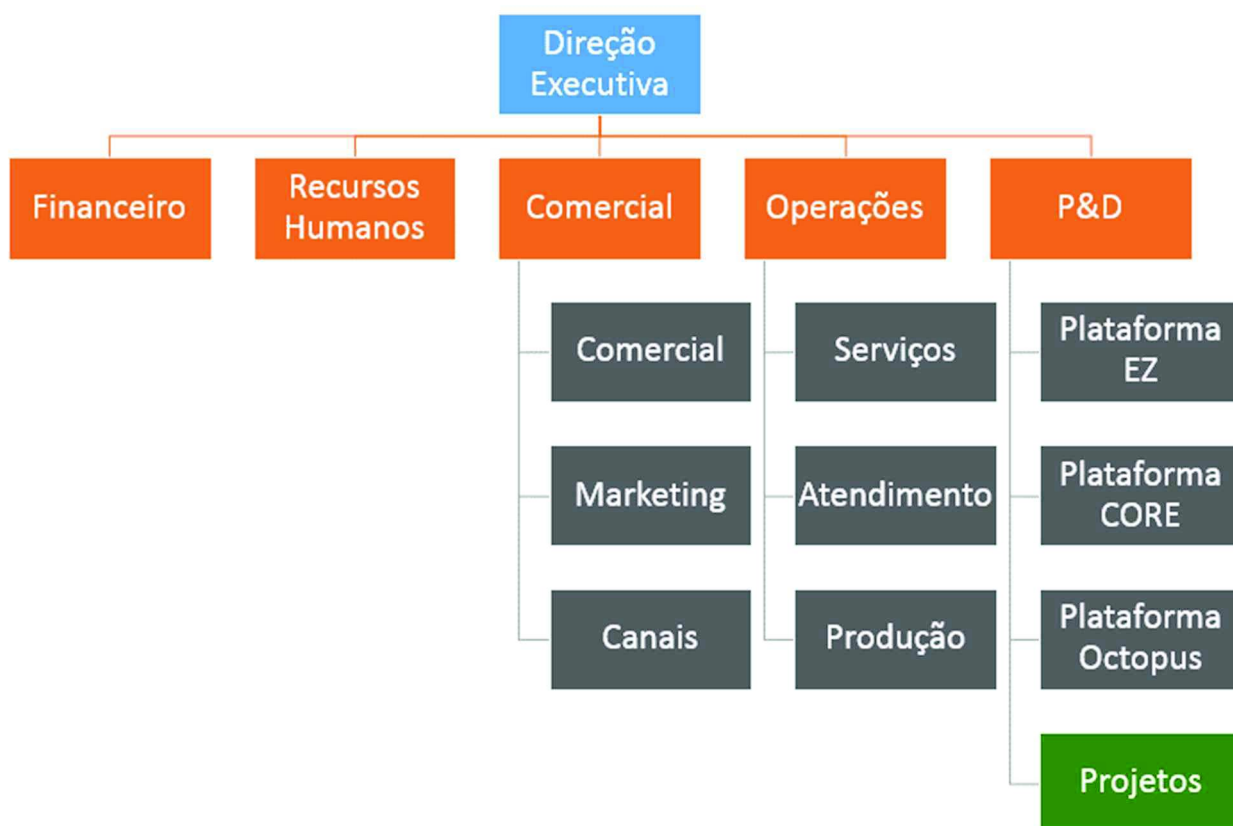 Direção
Executiva
Financeiro
Recursos
Humanos
Comercial
Operações
P&D
Comercial
Serviços
Plataforma
EZ
Marketing
Atendimento
Plataforma
CORE
Canais
Produção
Plataforma
Octopus
Projetos